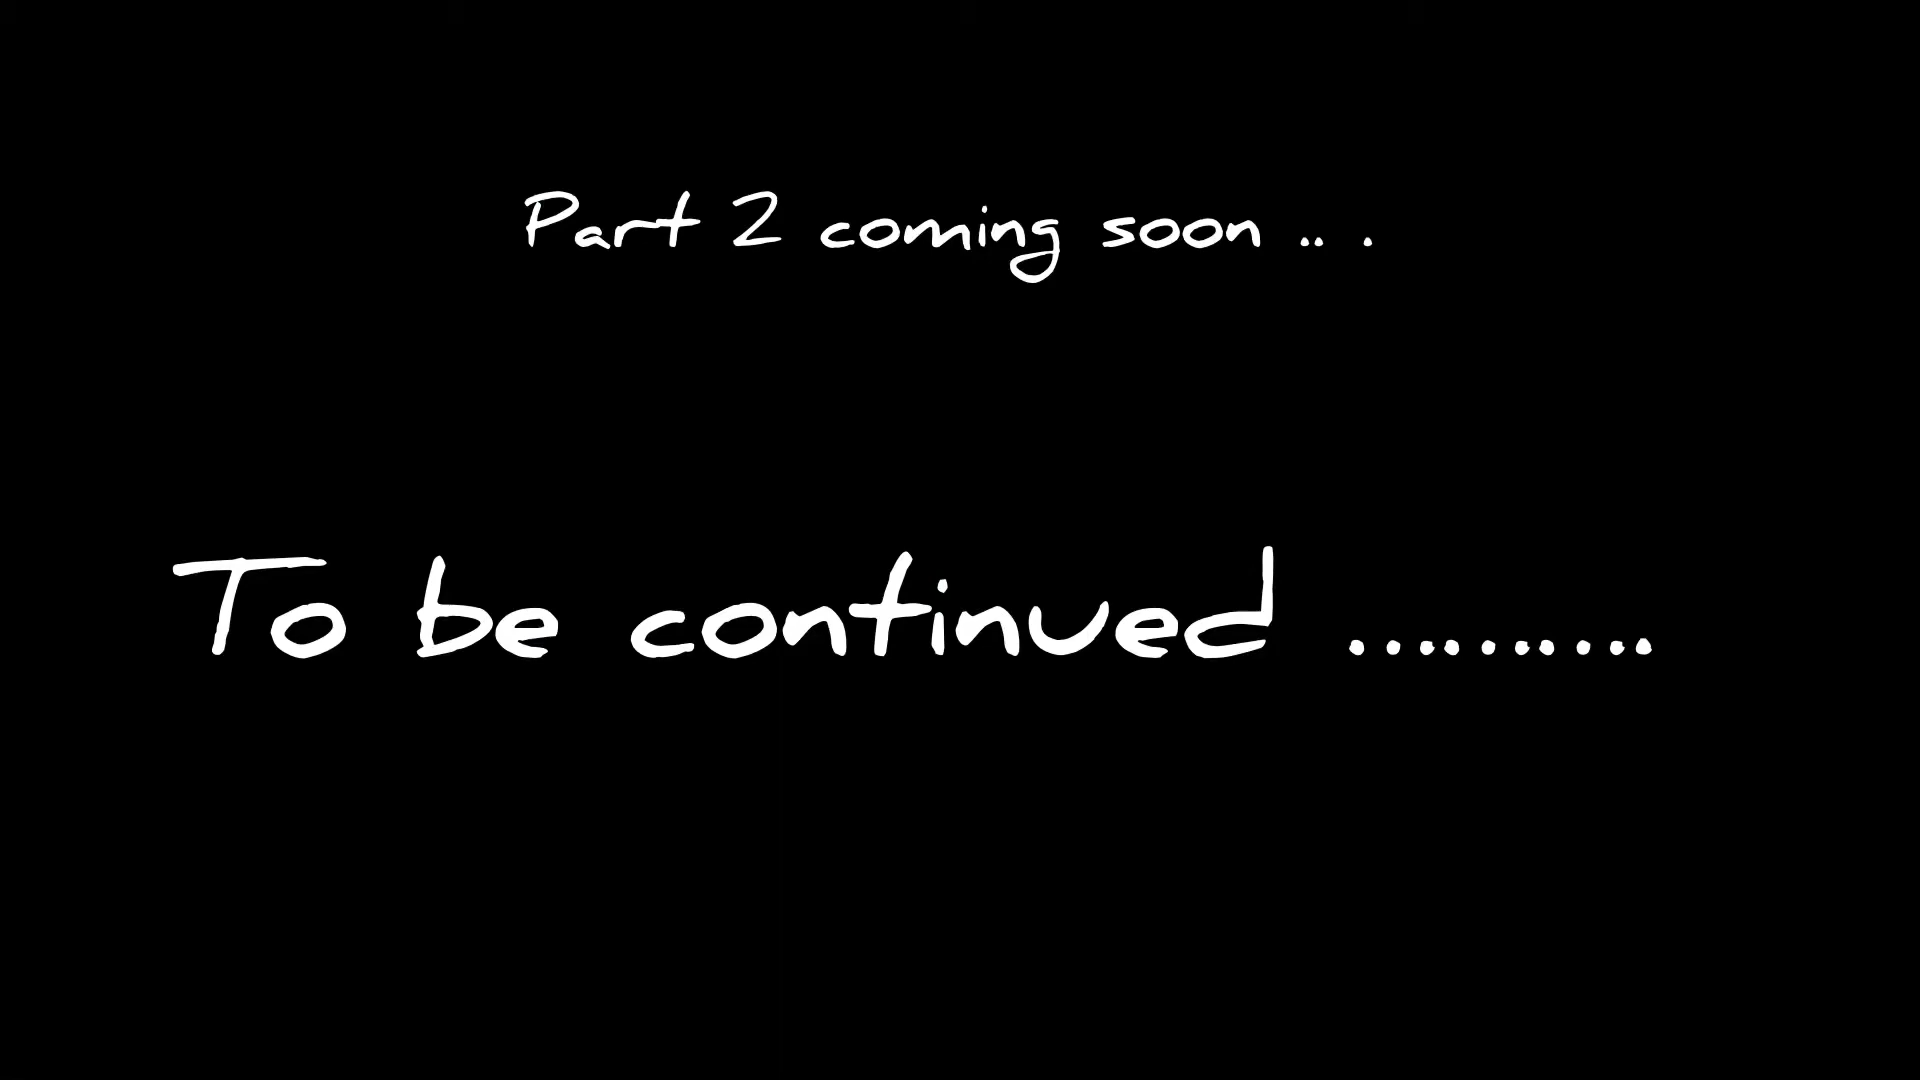 Part 2 coming soon .. .
To be continued ..........